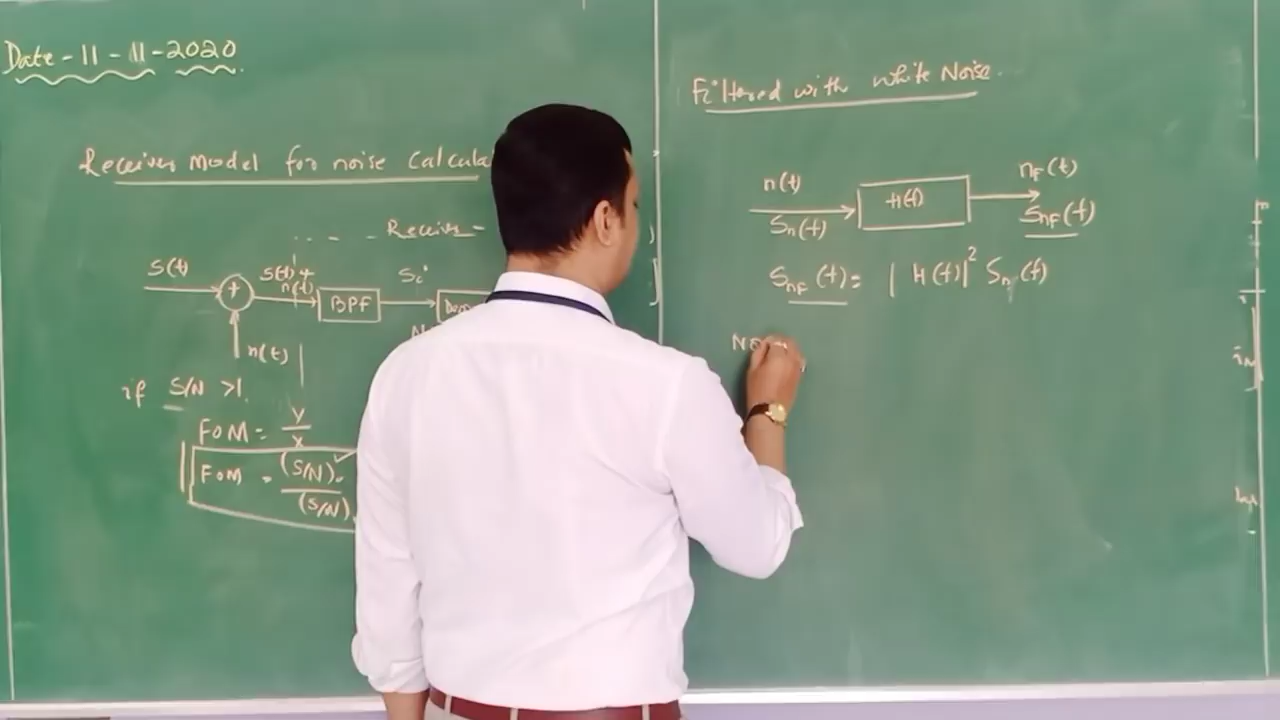 Date - 11 - 11 - 2020
Receiver Model for noise Calcula
Receiver
S(t)
S(t) +
n(t)
BPF
Si
n(t)
if S/N >1.
FOM = Y/X
FOM = (S/N)
(S/N)
Filtered with white Noise.
n(t)
H(f)
nF(t)
Sn(f)
SnF(f)
SnF(f) = |H(f)|² Sn(f)